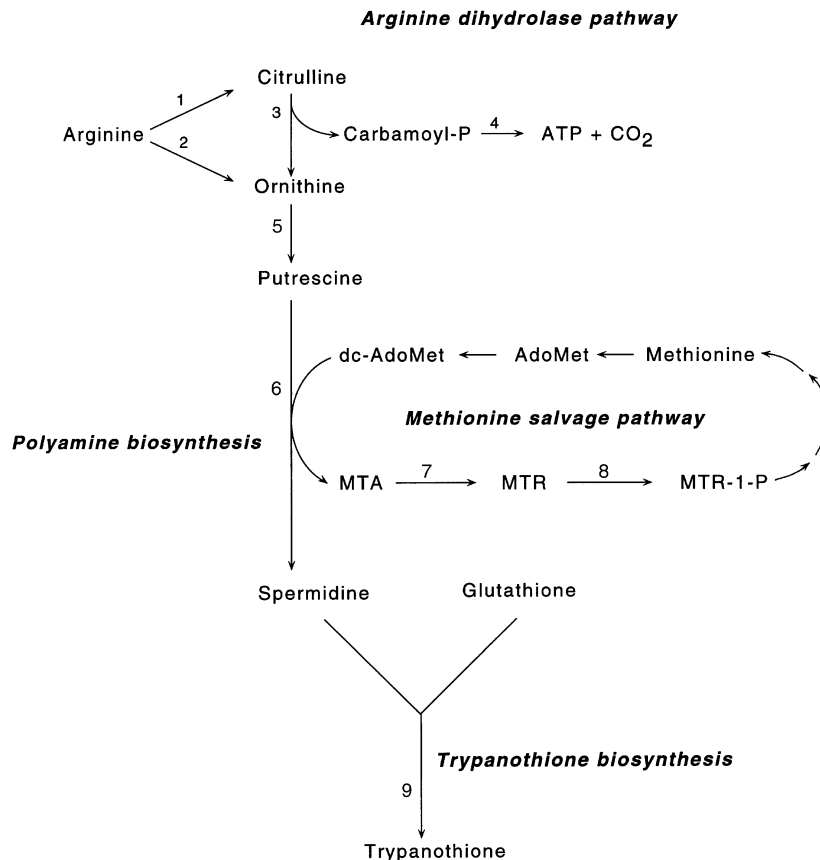 Arginine dihydrolase pathway
Citrulline
1
3
Arginine
Carbamoyl-P
4
ATP + CO2
2
Ornithine
5
Putrescine
dc-AdoMet
AdoMet
Methionine
6
Methionine salvage pathway
Polyamine biosynthesis
MTA
7
MTR
8
MTR-1-P
Spermidine
Glutathione
Trypanothione biosynthesis
9
Trypanothione